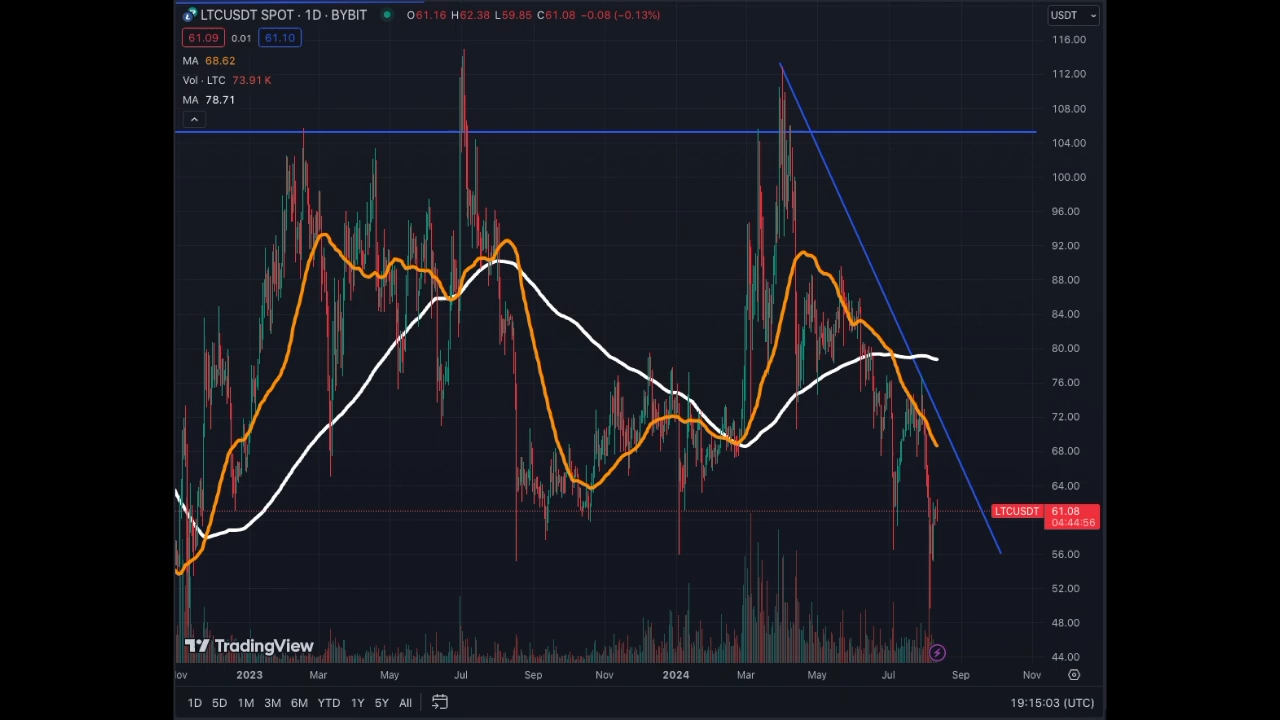 LTCUSDT SPOT · 1D · BYBIT O61.16 H62.38 L59.85 C61.08 −0.08 (−0.13%) USDT
61.09 0.01 61.10
MA 68.62
Vol · LTC 73.91 K
MA 78.71
116.00
112.00
108.00
104.00
100.00
96.00
92.00
88.00
84.00
80.00
76.00
72.00
68.00
64.00
LTCUSDT 61.08
04:44:56
56.00
52.00
48.00
44.00
TradingView
ov 2023 Mar May Jul Sep Nov 2024 Mar May Jul Sep Nov
1D 5D 1M 3M 6M YTD 1Y 5Y All 19:15:03 (UTC)